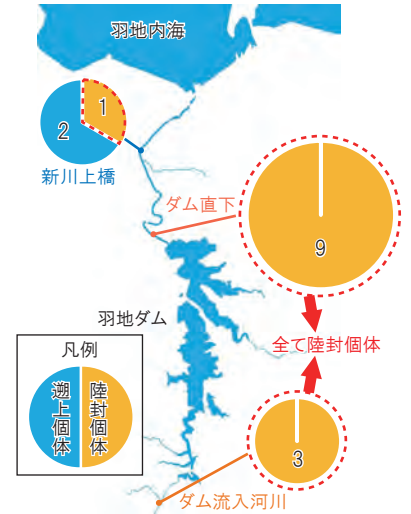 羽地内海
1
2
新川上橋
ダム直下
9
羽地ダム
全て陸封個体
凡例
遡上個体
陸封個体
3
ダム流入河川